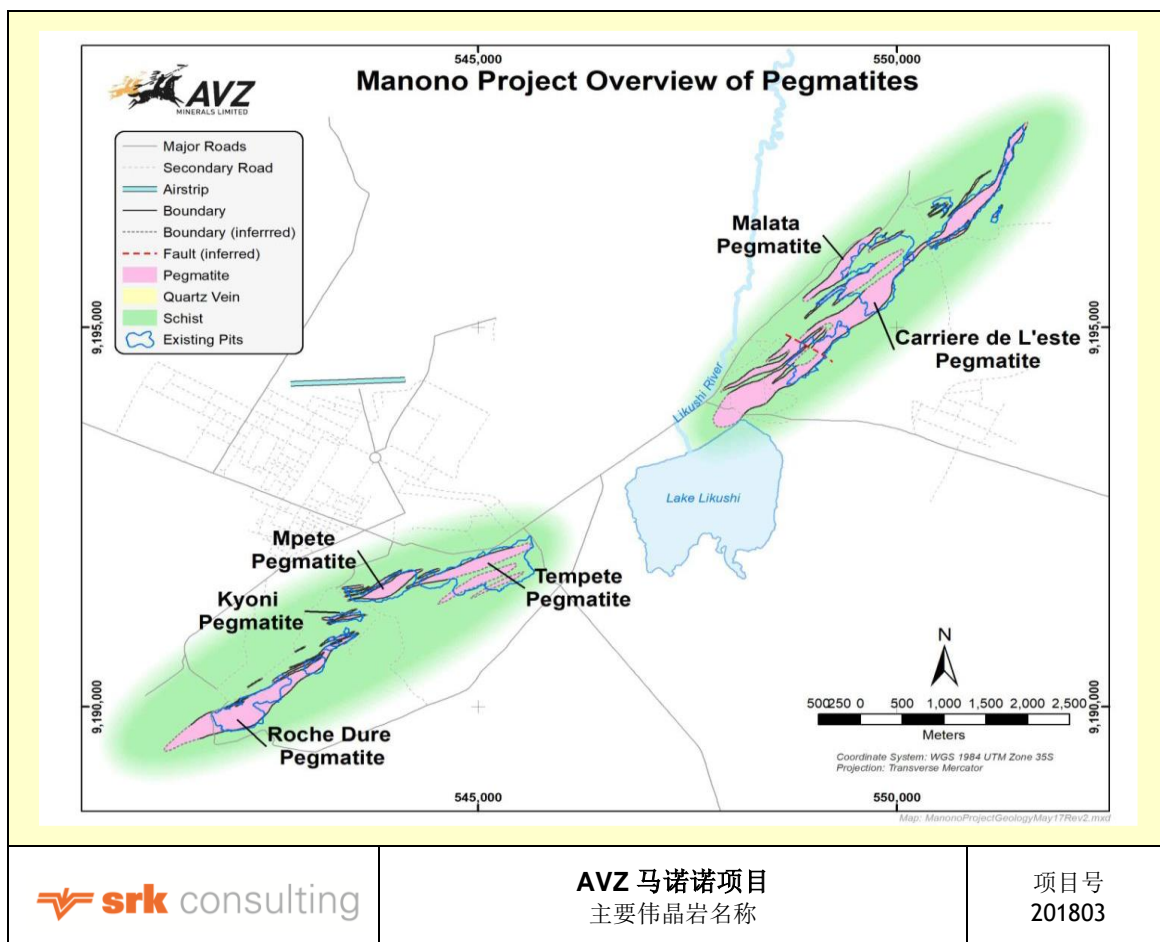 545,000
550,000
AVZ
MINERALS LIMITED
Manono Project Overview of Pegmatites
Major Roads
Secondary Road
Airstrip
Boundary
Boundary (inferrred)
Fault (inferred)
Pegmatite
Quartz Vein
Schist
Existing Pits
Malata
Pegmatite
9,195,000
9,195,000
Carriere de L'este
Pegmatite
Likushi River
Lake Likushi
Mpete
Pegmatite
Tempete
Pegmatite
Kyoni
Pegmatite
Roche Dure
Pegmatite
9,190,000
9,190,000
N
500250 0 500 1,000 1,500 2,000 2,500
Meters
Coordinate System: WGS 1984 UTM Zone 35S
Projection: Transverse Mercator
545,000
550,000
Map: ManonoProjectGeologyMay17Rev2.mxd
srk consulting
AVZ 马诺诺项目
主要伟晶岩名称
项目号
201803